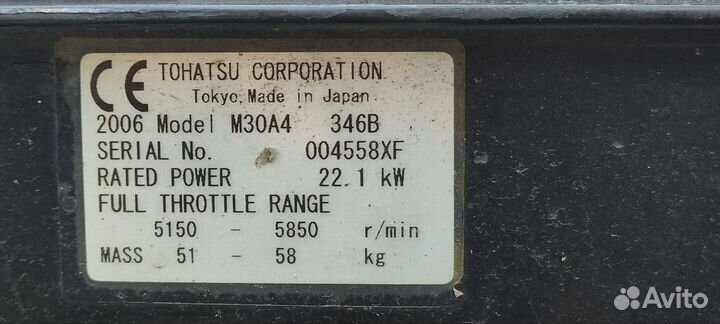 CE TOHATSU CORPORATION
Tokyo, Made in Japan
2006 Model M30A4 346B
SERIAL No. 004558XF
RATED POWER 22.1 kW
FULL THROTTLE RANGE
5150 - 5850 r/min
MASS 51 - 58 kg
Avito